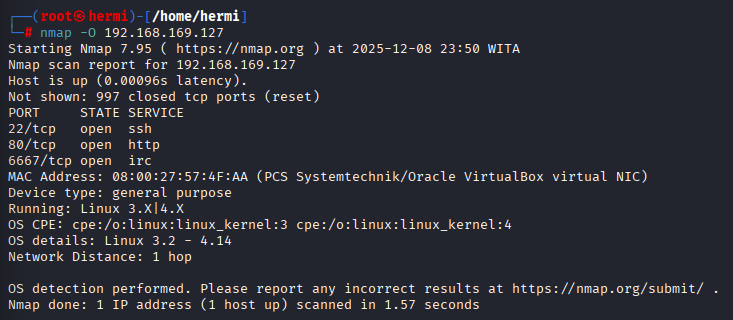 ┌──(root㉿hermi)-[/home/hermi]
└─# nmap -O 192.168.169.127
Starting Nmap 7.95 ( https://nmap.org ) at 2025-12-08 23:50 WITA
Nmap scan report for 192.168.169.127
Host is up (0.00096s latency).
Not shown: 997 closed tcp ports (reset)
PORT     STATE SERVICE
22/tcp   open  ssh
80/tcp   open  http
6667/tcp open  irc
MAC Address: 08:00:27:57:4F:AA (PCS Systemtechnik/Oracle VirtualBox virtual NIC)
Device type: general purpose
Running: Linux 3.X|4.X
OS CPE: cpe:/o:linux:linux_kernel:3 cpe:/o:linux:linux_kernel:4
OS details: Linux 3.2 - 4.14
Network Distance: 1 hop

OS detection performed. Please report any incorrect results at https://nmap.org/submit/ .
Nmap done: 1 IP address (1 host up) scanned in 1.57 seconds